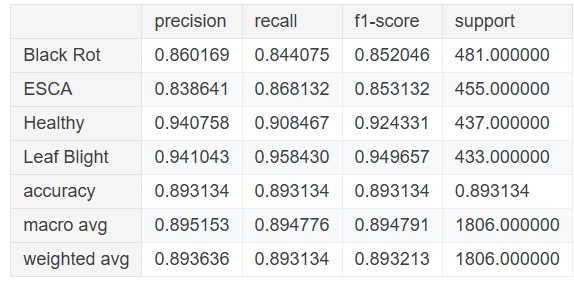 precision recall f1-score support
Black Rot 0.860169 0.844075 0.852046 481.000000
ESCA 0.838641 0.868132 0.853132 455.000000
Healthy 0.940758 0.908467 0.924331 437.000000
Leaf Blight 0.941043 0.958430 0.949657 433.000000
accuracy 0.893134 0.893134 0.893134 0.893134
macro avg 0.895153 0.894776 0.894791 1806.000000
weighted avg 0.893636 0.893134 0.893213 1806.000000